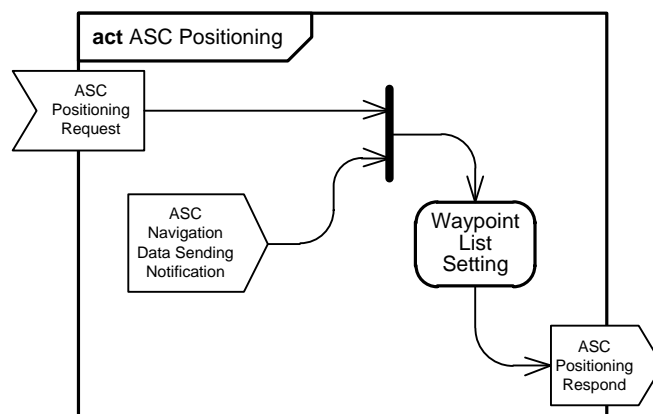 act ASC Positioning
ASC
Positioning
Request
ASC
Navigation
Data Sending
Notification
Waypoint
List
Setting
ASC
Positioning
Respond